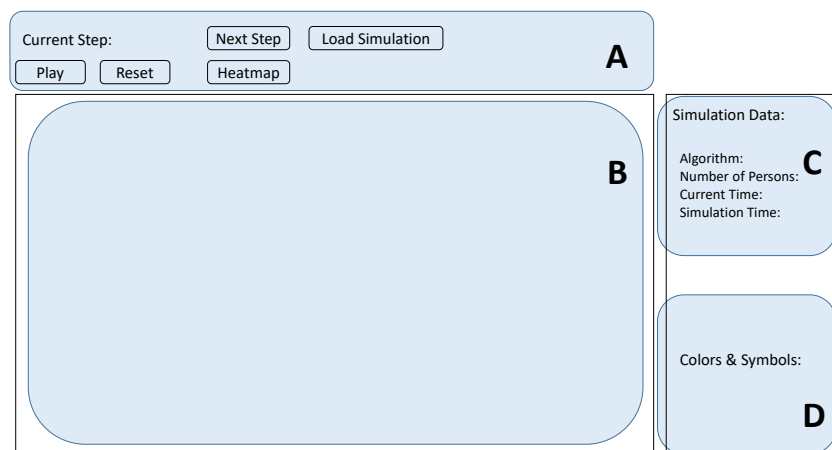 Current Step:
Next Step
Load Simulation
A
Play
Reset
Heatmap
B
Simulation Data:
C
Algorithm:
Number of Persons:
Current Time:
Simulation Time:
Colors & Symbols:
D